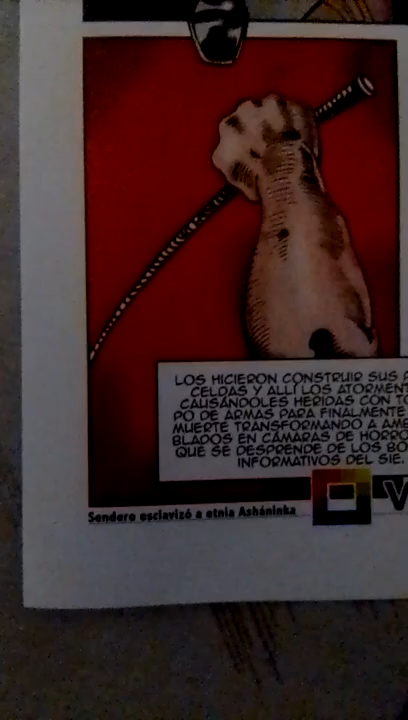 LOS HICIERON CONSTRUIR SUS P
CELDAS Y ALLÍ LOS ATORMENT
CAUSÁNDOLES HERIDAS CON TO
PO DE ARMAS PARA FINALMENTE
MUERTE TRANSFORMANDO A AMB
BLADOS EN CÁMARAS DE HORRO
QUE SE DESPRENDE DE LOS BO
INFORMATIVOS DEL SIE.
V
Sendero esclavizó a etnia Asháninka